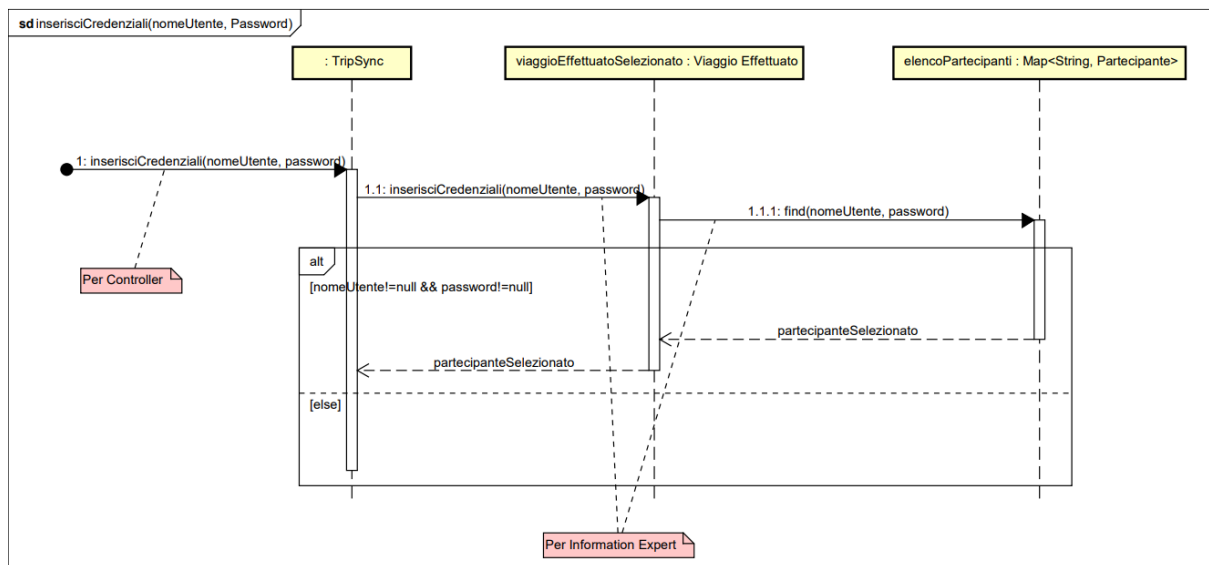 sd inserisciCredenziali(nomeUtente, Password)
: TripSync
viaggioEffettuatoSelezionato : Viaggio Effettuato
elencoPartecipanti : Map<String, Partecipante>
1: inserisciCredenziali(nomeUtente, password)
1.1: inserisciCredenziali(nomeUtente, password)
1.1.1: find(nomeUtente, password)
Per Controller
alt
[nomeUtente!=null && password!=null]
partecipanteSelezionato
partecipanteSelezionato
[else]
Per Information Expert